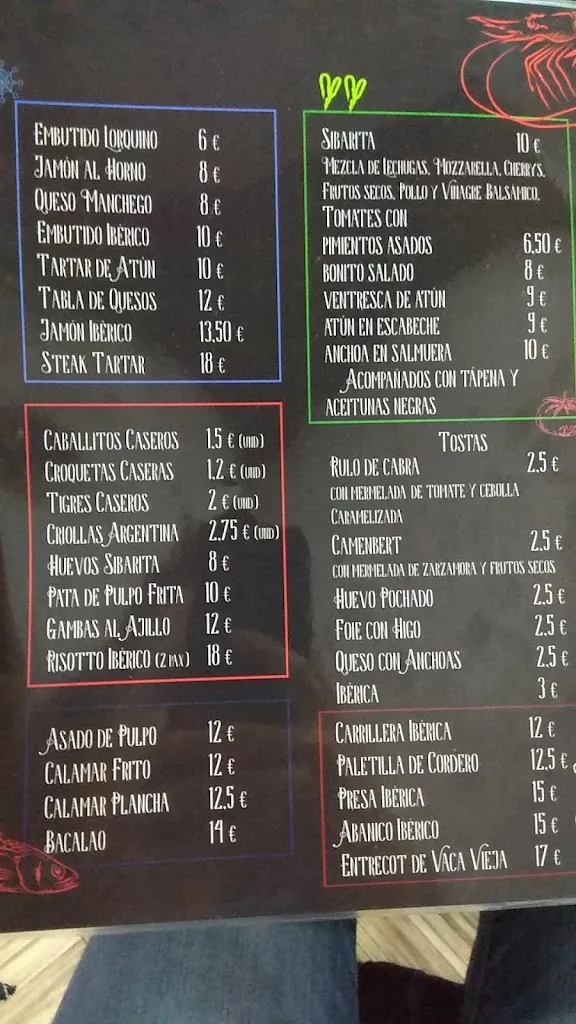 Embutido Lorquino 6 €
Jamón al Horno 8 €
Queso Manchego 8 €
Embutido Ibérico 10 €
Tartar de Atún 10 €
Tabla de Quesos 12 €
Jamón Ibérico 13.50 €
Steak Tartar 18 €
Caballitos Caseros 1.5 € (und)
Croquetas Caseras 1.2 € (und)
Tigres Caseros 2 € (und)
Criollas Argentina 2.75 € (und)
Huevos Sibarita 8 €
Pata de Pulpo Frita 10 €
Gambas al Ajillo 12 €
Risotto Ibérico (2 pax) 18 €
Asado de Pulpo 12 €
Calamar Frito 12 €
Calamar Plancha 12.5 €
Bacalao 14 €
Sibarita 10 €
Mezcla de Lechugas, Mozzarella, Cherrys,
Frutos secos, Pollo y Vinagre Balsámico.
Tomates con
pimientos asados 6.50 €
bonito salado 8 €
ventresca de atún 9 €
atún en escabeche 9 €
anchoa en salmuera 10 €
Acompañados con tápena y
aceitunas negras
Tostas
Rulo de cabra 2.5 €
con mermelada de tomate y cebolla
Caramelizada
Camenbert 2.5 €
con mermelada de zarzamora y frutos secos
Huevo Pochado 2.5 €
Foie con Higo 2.5 €
Queso con Anchoas 2.5 €
Ibérica 3 €
Carrillera Ibérica 12 €
Paletilla de Cordero 12.5 €
Presa Ibérica 15 €
Abanico Ibérico 15 €
Entrecot de Vaca Vieja 17 €